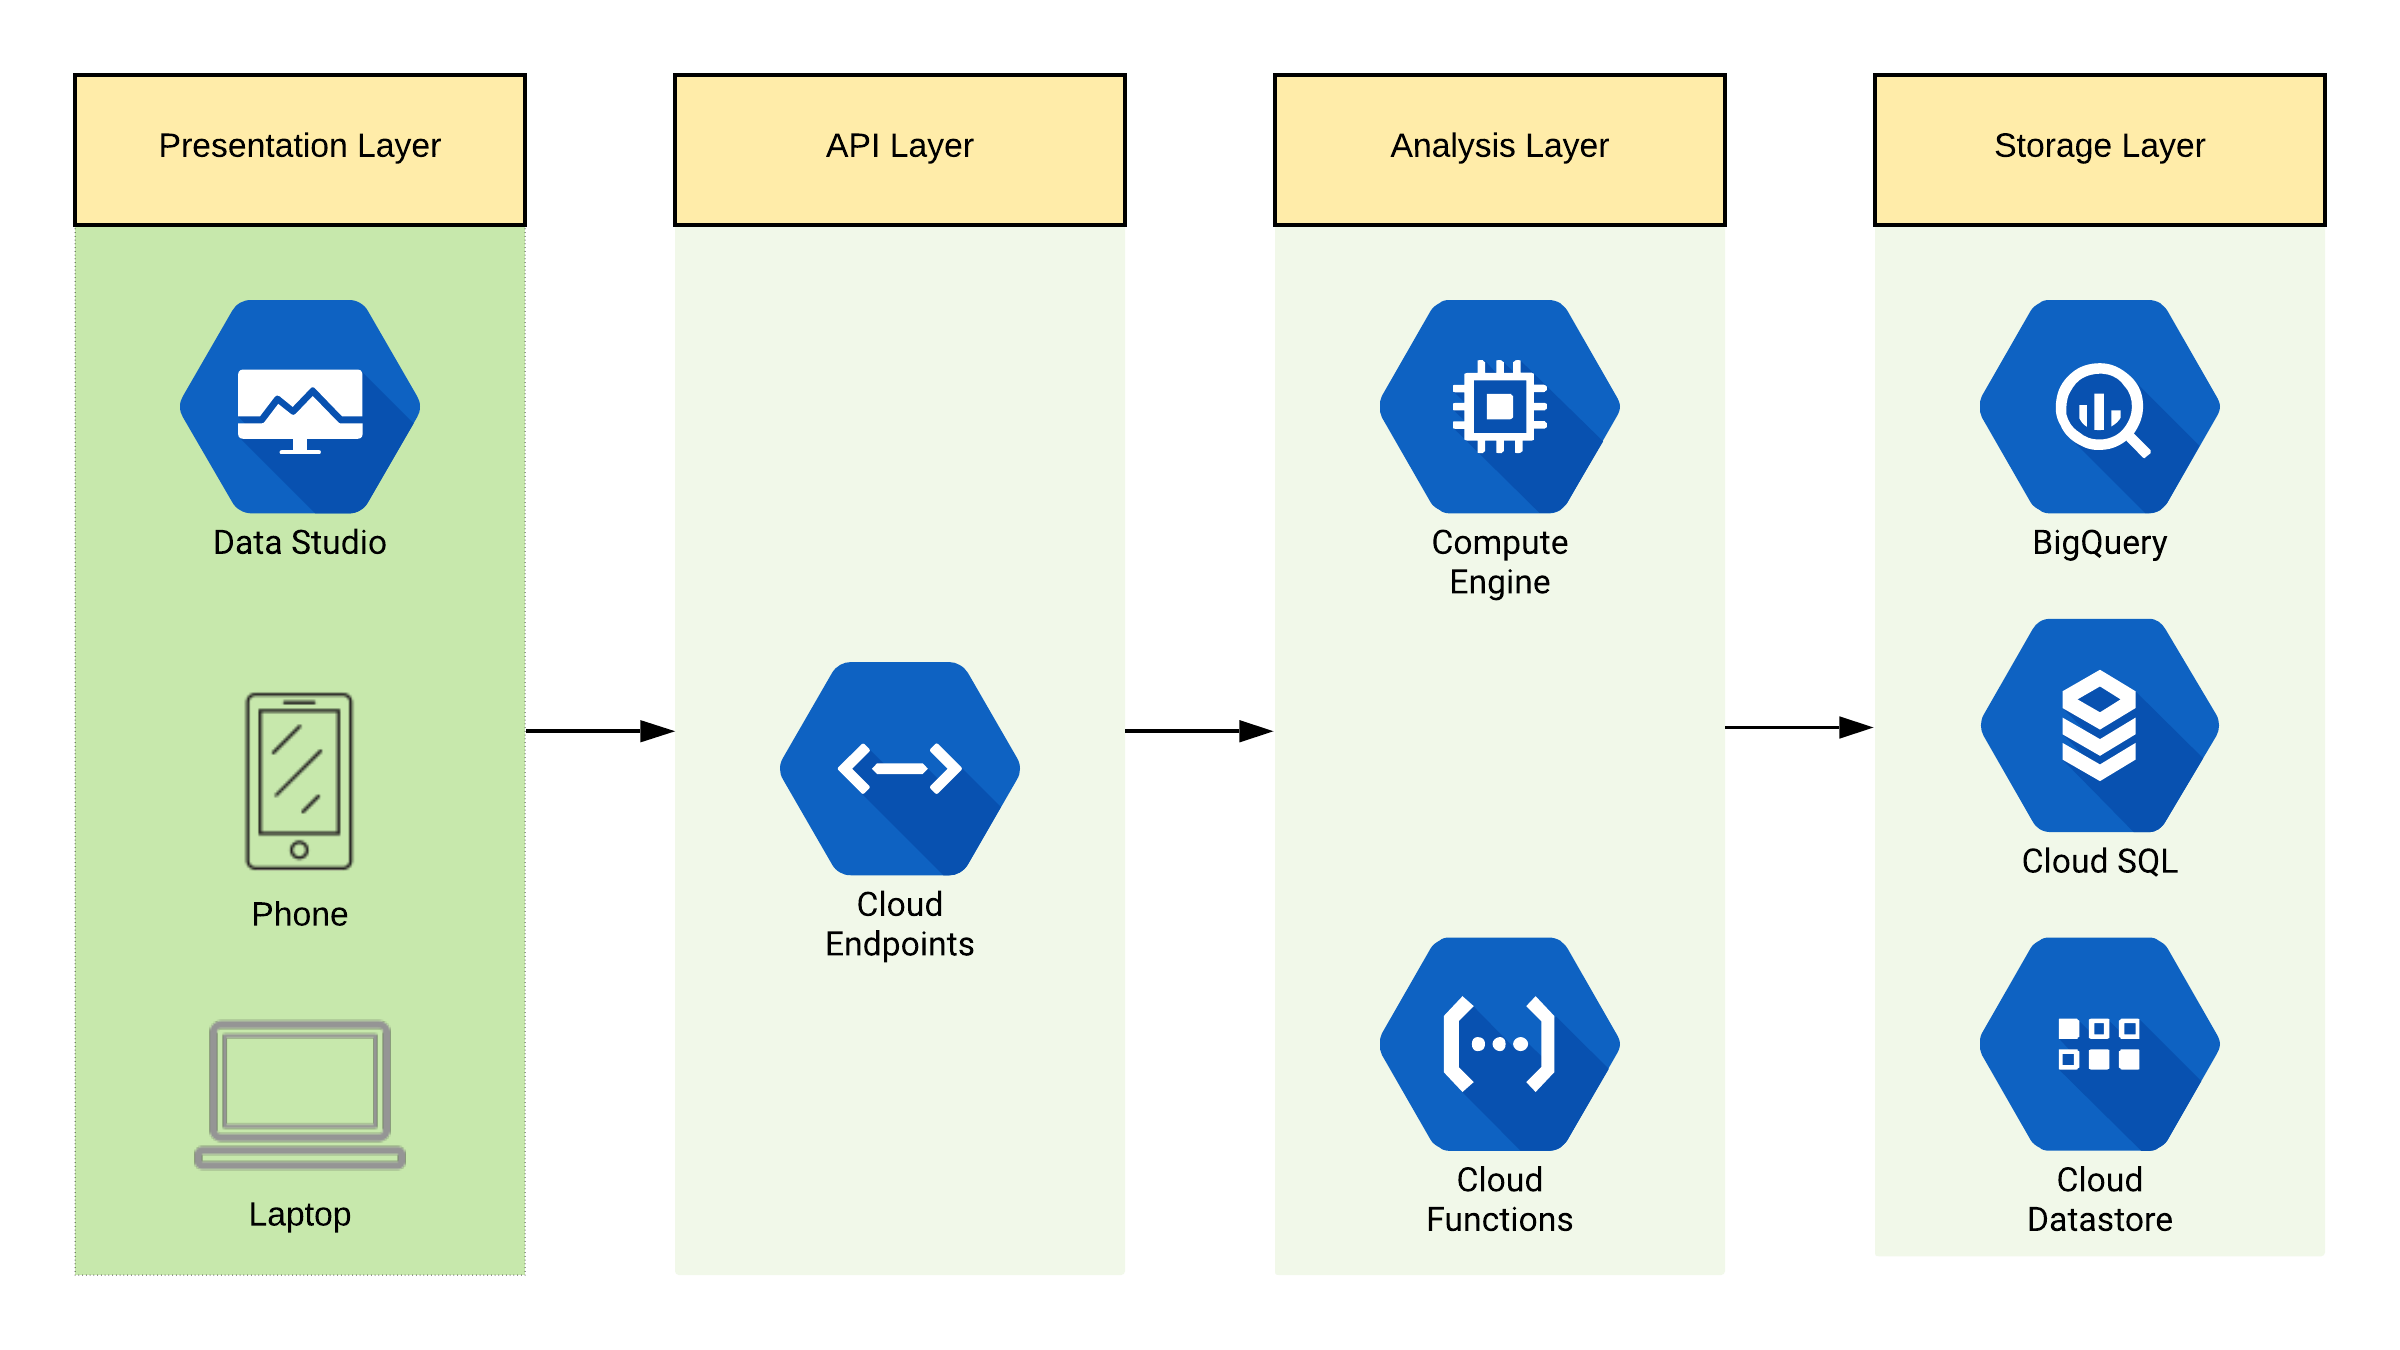 Presentation Layer
API Layer
Analysis Layer
Storage Layer
Data Studio
Phone
Laptop
Cloud
Endpoints
Compute
Engine
Cloud
Functions
BigQuery
Cloud SQL
Cloud
Datastore